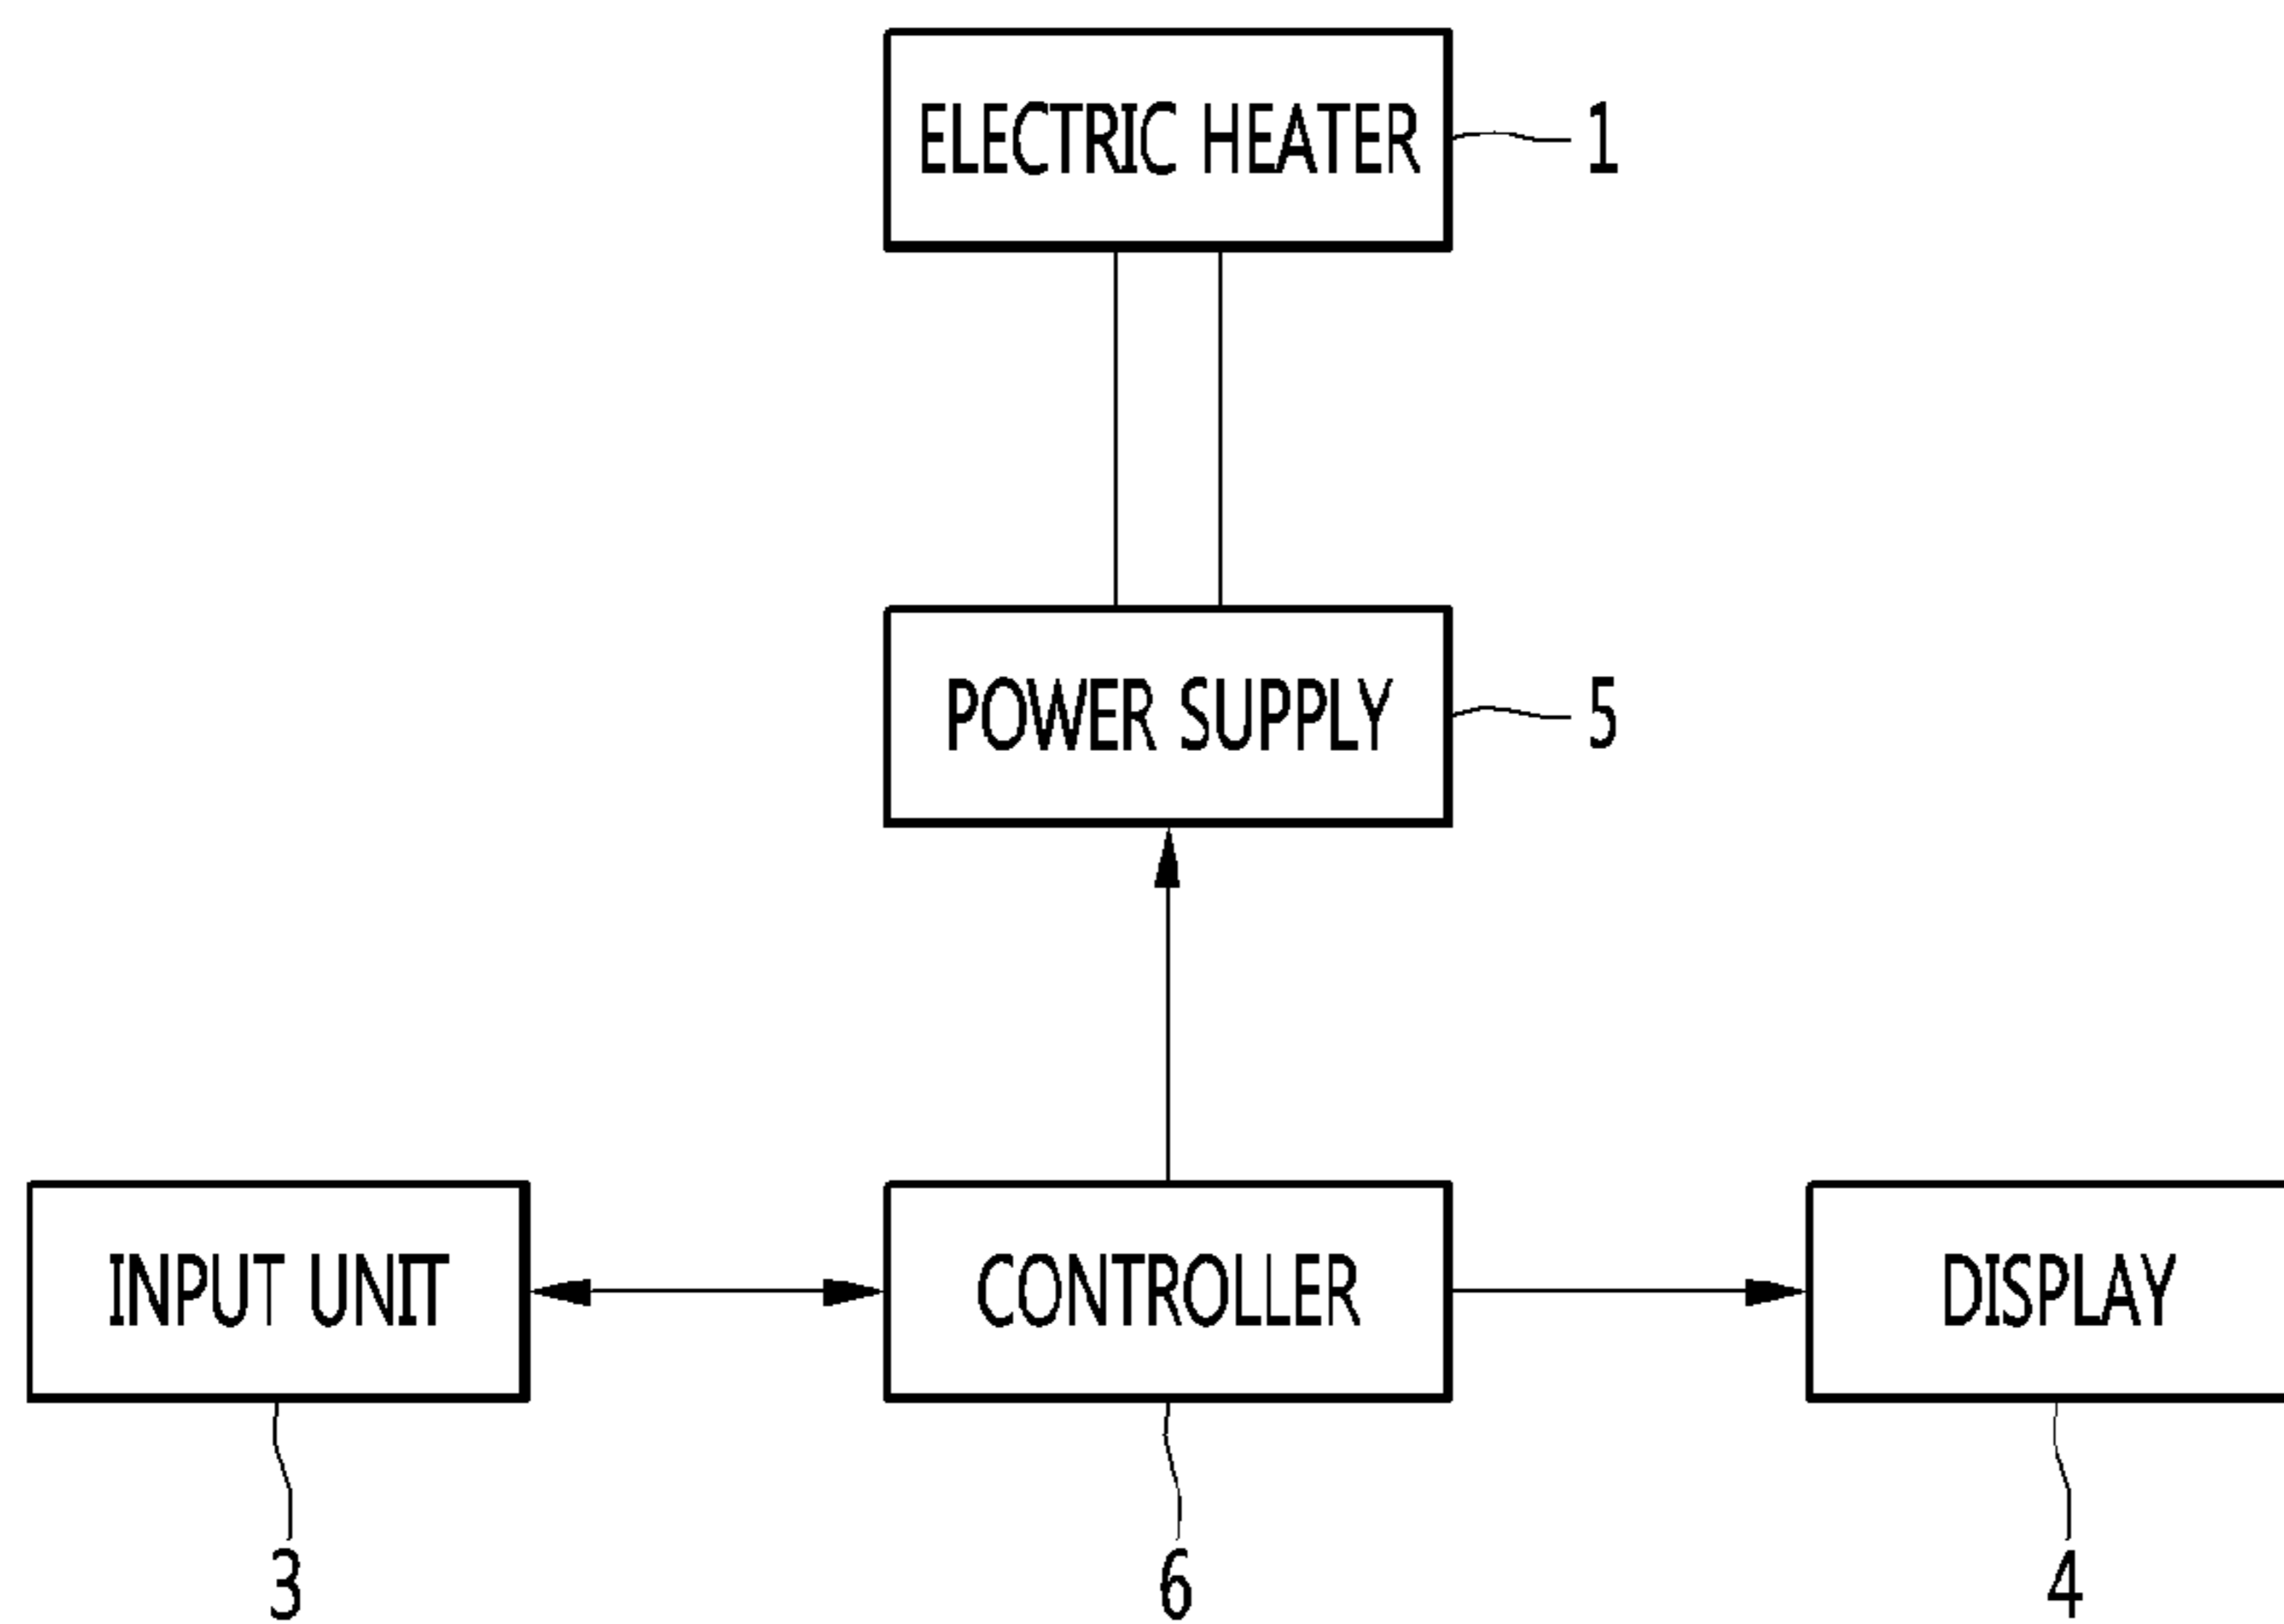 ELECTRIC HEATER 1
POWER SUPPLY 5
INPUT UNIT CONTROLLER DISPLAY
3 6 4